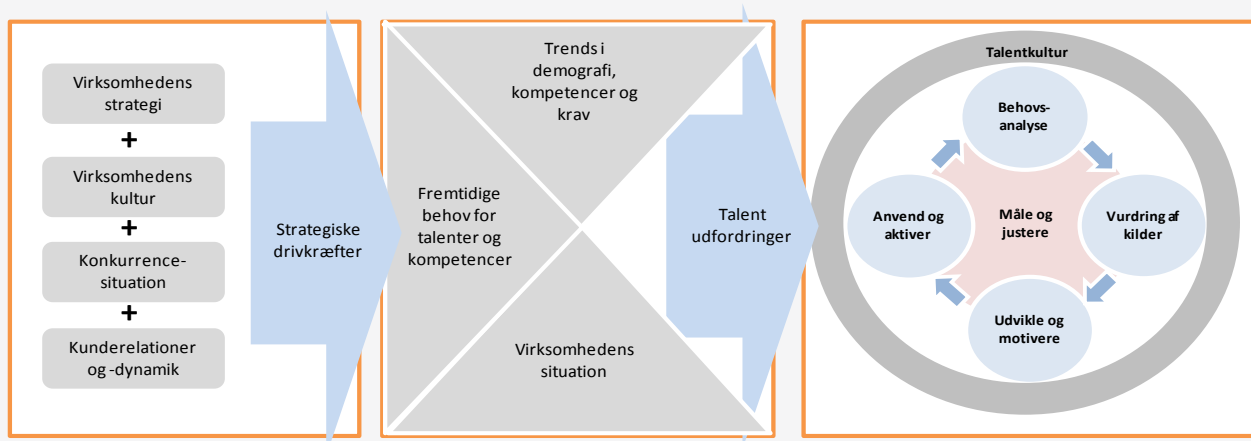 Virksomhedens
strategi
+
Virksomhedens
kultur
+
Konkurrence-
situation
+
Kunderelationer
og -dynamik
Strategiske
drivkræfter
Trends i
demografi,
kompetencer og
krav
Fremtidige
behov for
talenter og
kompetencer
Virksomhedens
situation
Talent
udfordringer
Talentkultur
Behovs-
analyse
Anvend og
aktiver
Måle og
justere
Vurdring af
kilder
Udvikle og
motivere